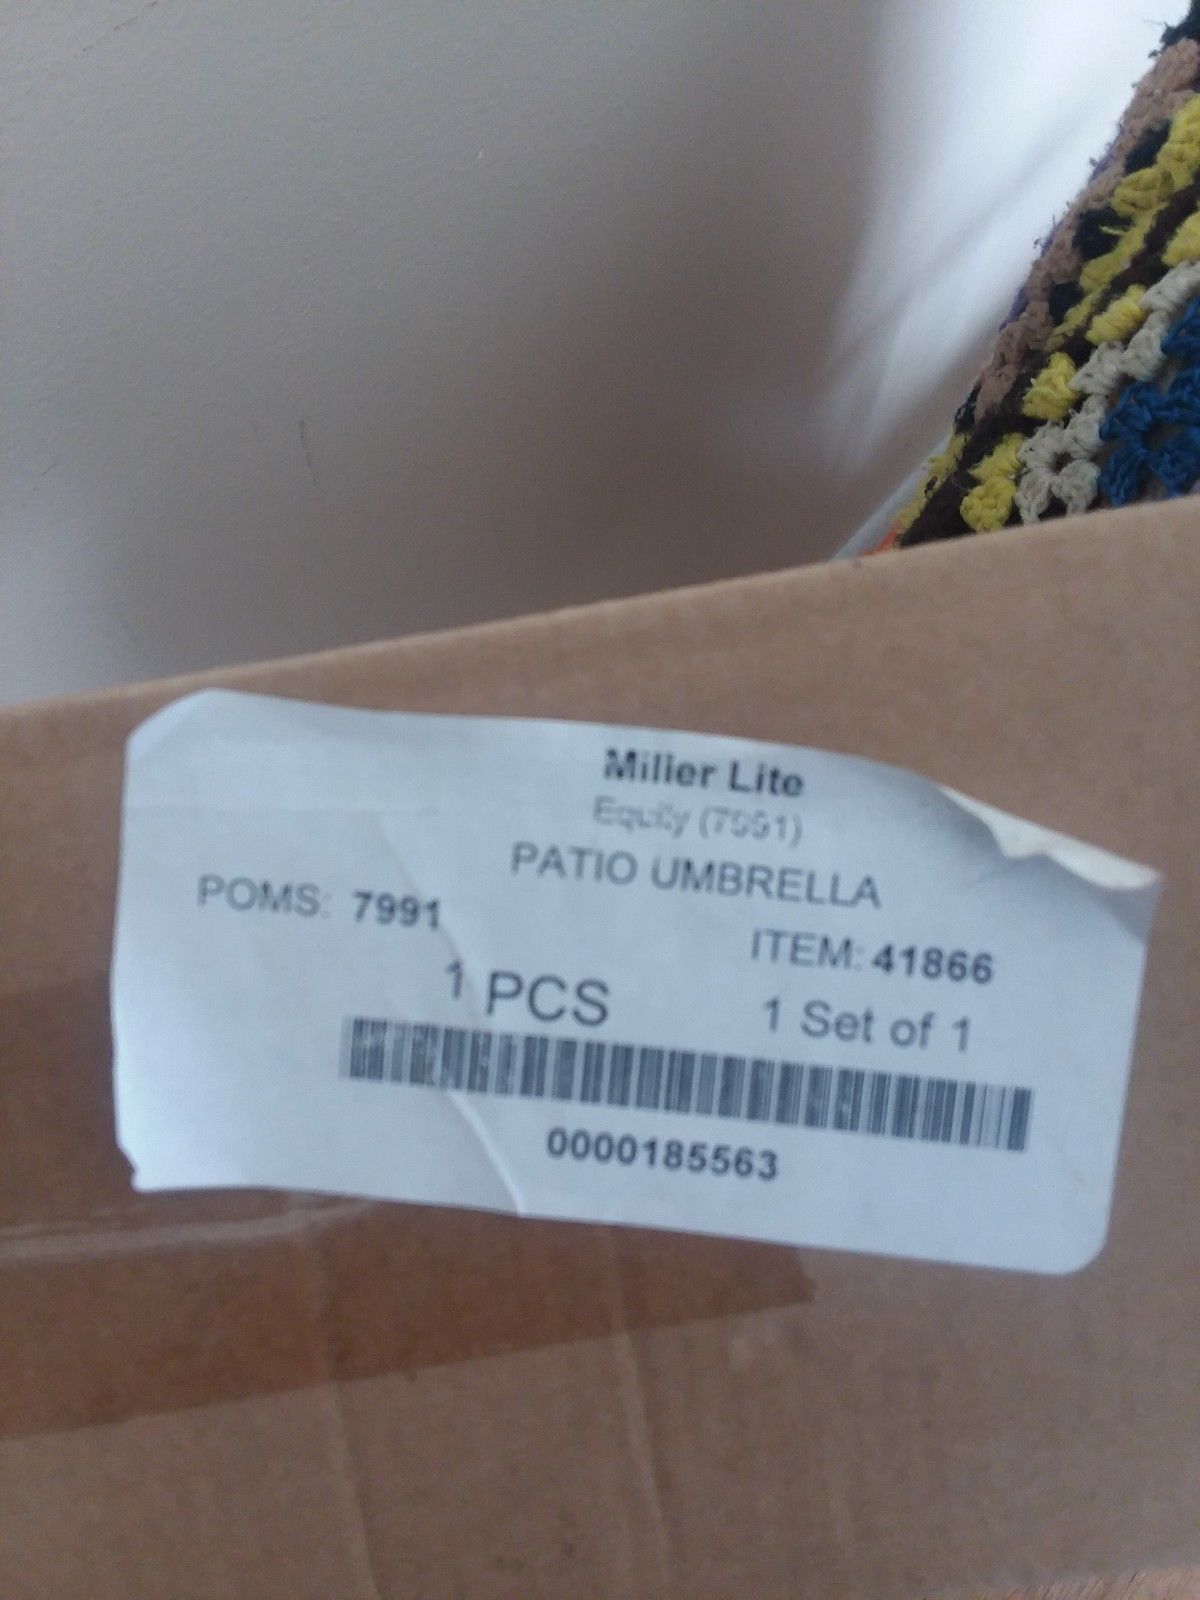 Miller Lite
Equity (7991)
PATIO UMBRELLA
POMS: 7991
ITEM: 41866
1 PCS
1 Set of 1
0000185563